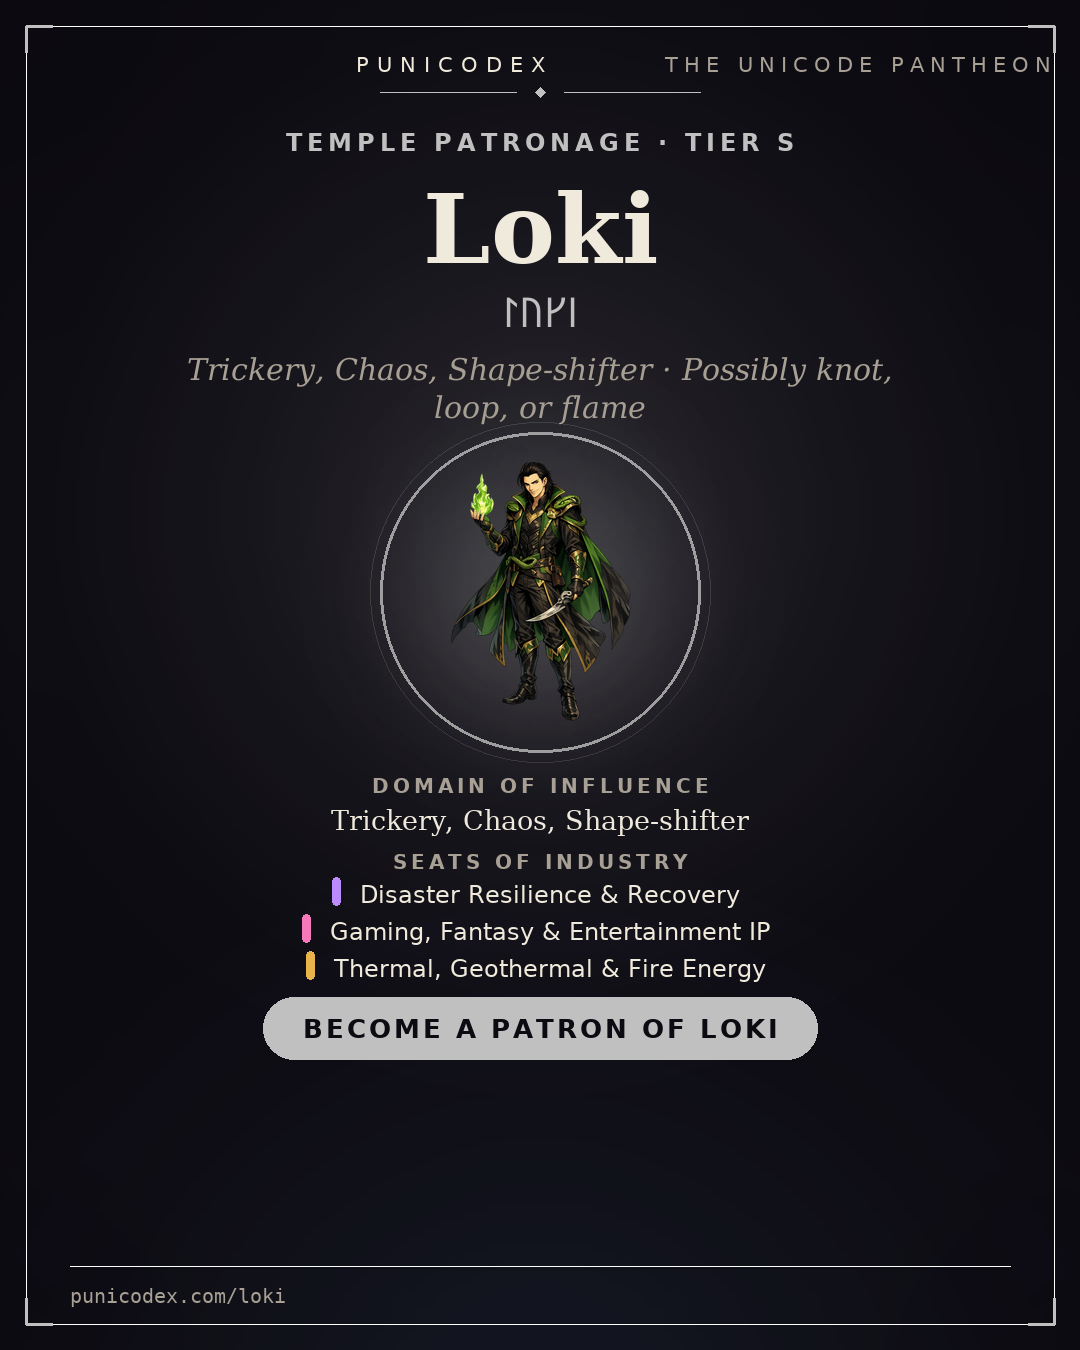 PUNICODEX THE UNICODE PANTHEON
TEMPLE PATRONAGE · TIER S
Loki
ᛚᚢᚴᛁ
Trickery, Chaos, Shape-shifter · Possibly knot,
loop, or flame
DOMAIN OF INFLUENCE
Trickery, Chaos, Shape-shifter
SEATS OF INDUSTRY
Disaster Resilience & Recovery
Gaming, Fantasy & Entertainment IP
Thermal, Geothermal & Fire Energy
BECOME A PATRON OF LOKI
punicodex.com/loki